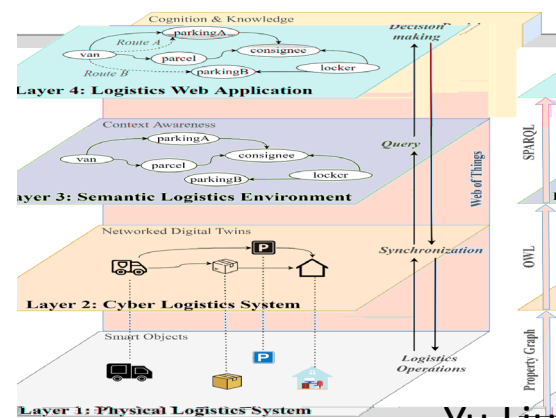 Cognition & Knowledge
Decision
making
parkingA
Route A
van
consignee
parcel
Route B
parkingB
locker
Layer 4: Logistics Web Application
Context Awareness
parkingA
Query
van
consignee
parcel
parkingB
locker
ayer 3: Semantic Logistics Environment
Web of Things
SPARQL
Networked Digital Twins
P
Synchronization
OWL
Layer 2: Cyber Logistics System
Smart Objects
P
Logistics
Operations
Property Graph
Layer 1: Physical Logistics System